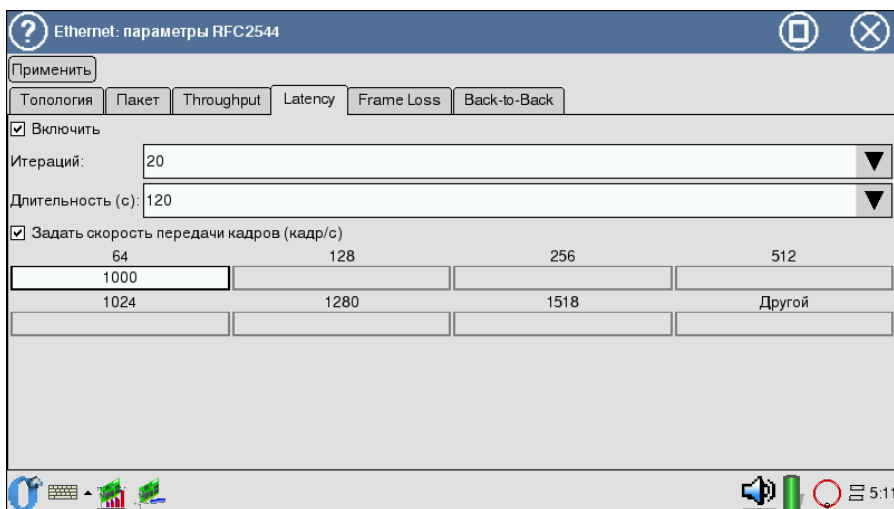 Ethernet: параметры RFC2544
Применить
Топология Пакет Throughput Latency Frame Loss Back-to-Back
Включить
Итераций: 20
Длительность (с): 120
Задать скорость передачи кадров (кадр/с)
64 128 256 512
1000
1024 1280 1518 Другой
5:11